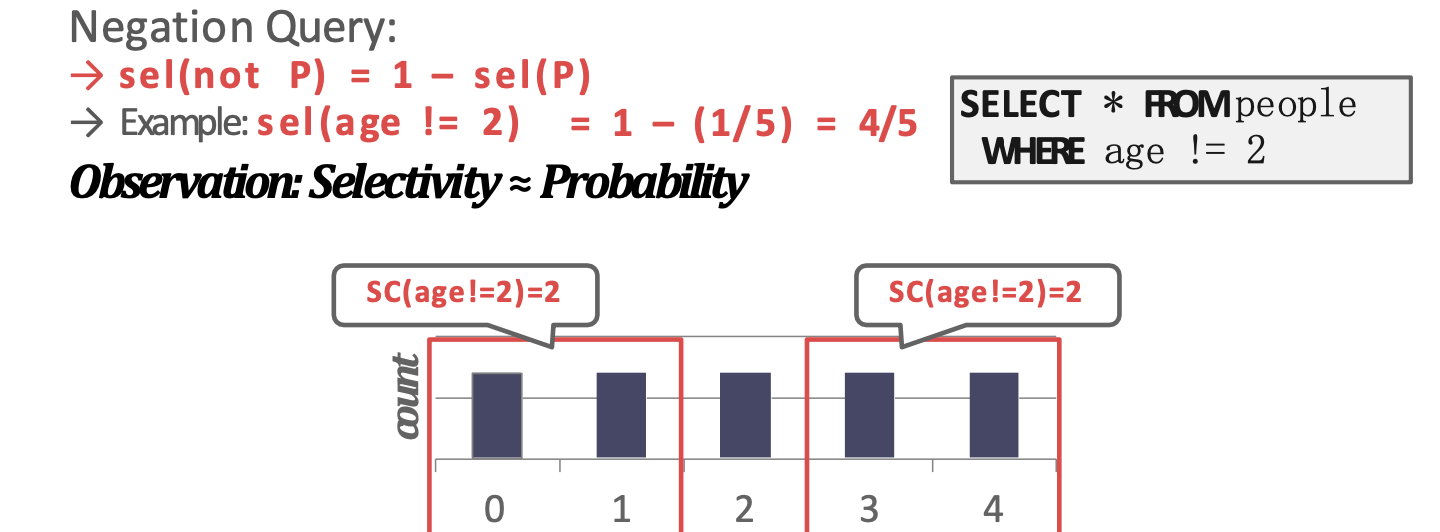 Negation Query:
→ sel(not P) = 1 – sel(P)
→ Example: sel(age != 2) = 1 – (1/5) = 4/5
Observation: Selectivity ≈ Probability
SELECT * FROM people
WHERE age != 2
SC(age!=2)=2
SC(age!=2)=2
count
0 1 2 3 4